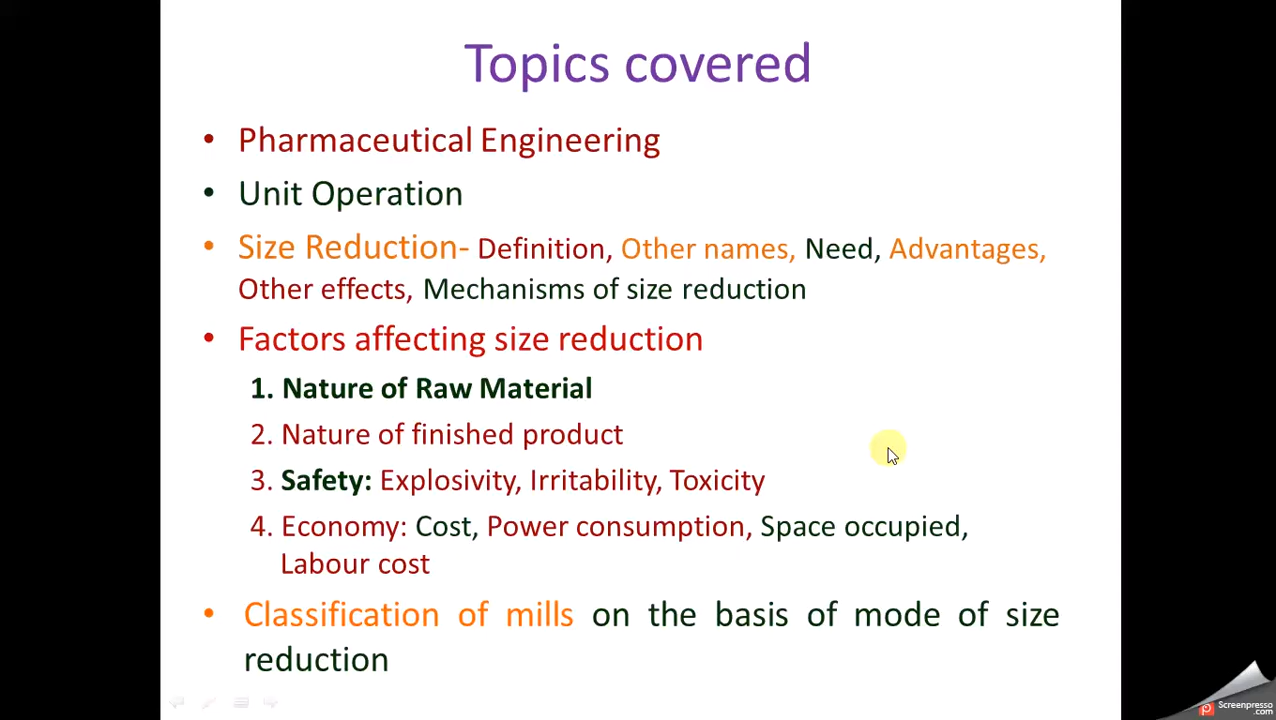 Topics covered
• Pharmaceutical Engineering
• Unit Operation
• Size Reduction- Definition, Other names, Need, Advantages,
Other effects, Mechanisms of size reduction
• Factors affecting size reduction
1. Nature of Raw Material
2. Nature of finished product
3. Safety: Explosivity, Irritability, Toxicity
4. Economy: Cost, Power consumption, Space occupied,
Labour cost
• Classification of mills on the basis of mode of size
reduction
Screenpresso
.com